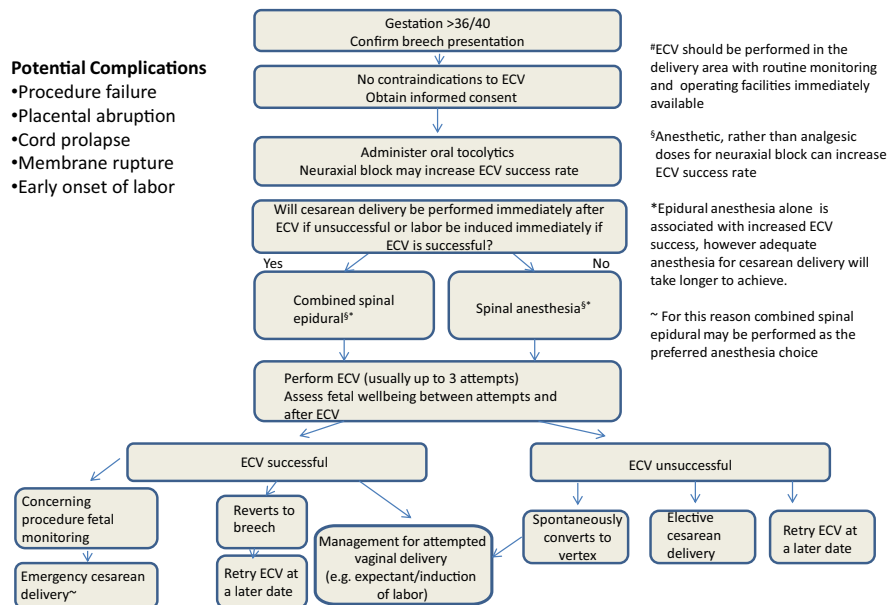 Gestation >36/40
Confirm breech presentation
No contraindications to ECV
Obtain informed consent
Administer oral tocolytics
Neuraxial block may increase ECV success rate
Will cesarean delivery be performed immediately after
ECV if unsuccessful or labor be induced immediately if
ECV is successful?
Yes
No
Combined spinal
epidural§*
Spinal anesthesia§*
Perform ECV (usually up to 3 attempts)
Assess fetal wellbeing between attempts and
after ECV
ECV successful
ECV unsuccessful
Concerning
procedure fetal
monitoring
Reverts to
breech
Management for attempted
vaginal delivery
(e.g. expectant/induction
of labor)
Spontaneously
converts to
vertex
Elective
cesarean
delivery
Retry ECV at
a later date
Emergency cesarean
delivery~
Retry ECV at
a later date
Potential Complications
•Procedure failure
•Placental abruption
•Cord prolapse
•Membrane rupture
•Early onset of labor
#ECV should be performed in the
delivery area with routine monitoring
and operating facilities immediately
available
§Anesthetic, rather than analgesic
doses for neuraxial block can increase
ECV success rate
*Epidural anesthesia alone is
associated with increased ECV
success, however adequate
anesthesia for cesarean delivery will
take longer to achieve.
~ For this reason combined spinal
epidural may be performed as the
preferred anesthesia choice